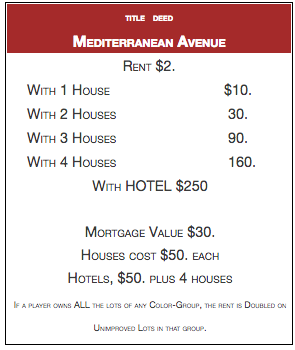 TITLE DEED
MEDITERRANEAN AVENUE
RENT $2.
WITH 1 HOUSE $10.
WITH 2 HOUSES 30.
WITH 3 HOUSES 90.
WITH 4 HOUSES 160.
WITH HOTEL $250
MORTGAGE VALUE $30.
HOUSES COST $50. EACH
HOTELS, $50. PLUS 4 HOUSES
IF A PLAYER OWNS ALL THE LOTS OF ANY COLOR-GROUP, THE RENT IS DOUBLED ON
UNIMPROVED LOTS IN THAT GROUP.